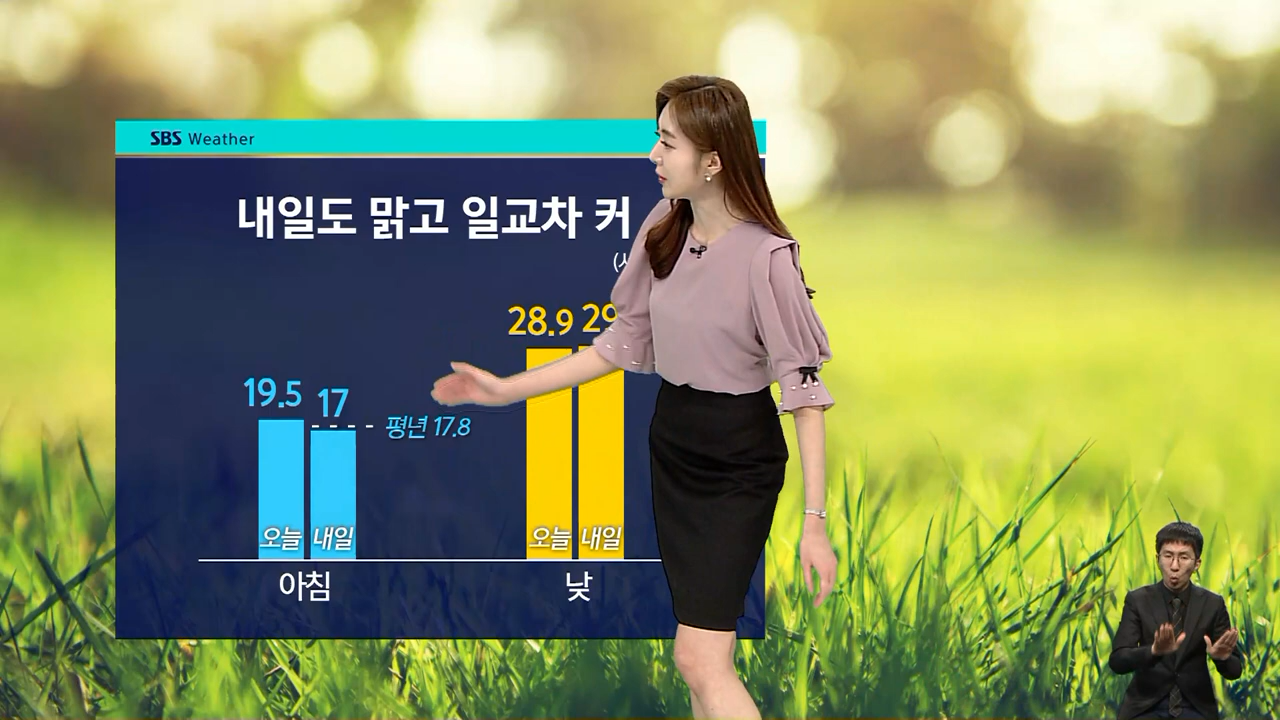 SBS Weather
내일도 맑고 일교차 커
28.9 29
19.5 17
평년 17.8
오늘 내일 오늘 내일
아침 낮